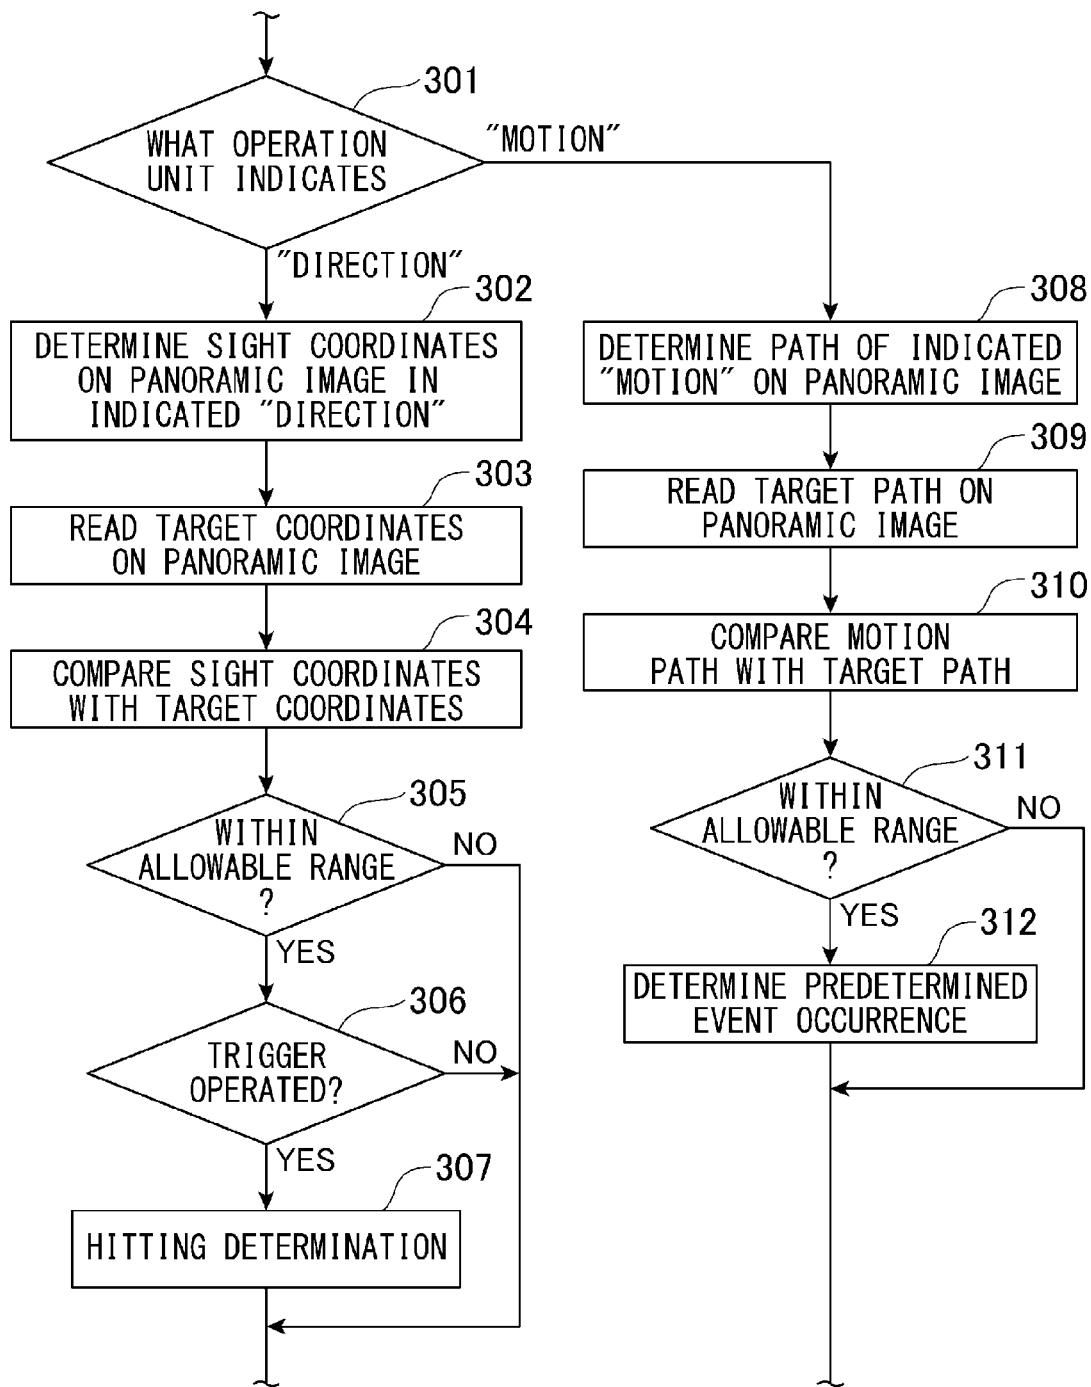 301
WHAT OPERATION
UNIT INDICATES
"MOTION"
"DIRECTION"
302
DETERMINE SIGHT COORDINATES
ON PANORAMIC IMAGE IN
INDICATED "DIRECTION"
303
READ TARGET COORDINATES
ON PANORAMIC IMAGE
304
COMPARE SIGHT COORDINATES
WITH TARGET COORDINATES
305
WITHIN
ALLOWABLE RANGE
?
NO
YES
306
TRIGGER
OPERATED?
NO
YES
307
HITTING DETERMINATION
308
DETERMINE PATH OF INDICATED
"MOTION" ON PANORAMIC IMAGE
309
READ TARGET PATH ON
PANORAMIC IMAGE
310
COMPARE MOTION
PATH WITH TARGET PATH
311
WITHIN
ALLOWABLE RANGE
?
NO
YES
312
DETERMINE PREDETERMINED
EVENT OCCURRENCE